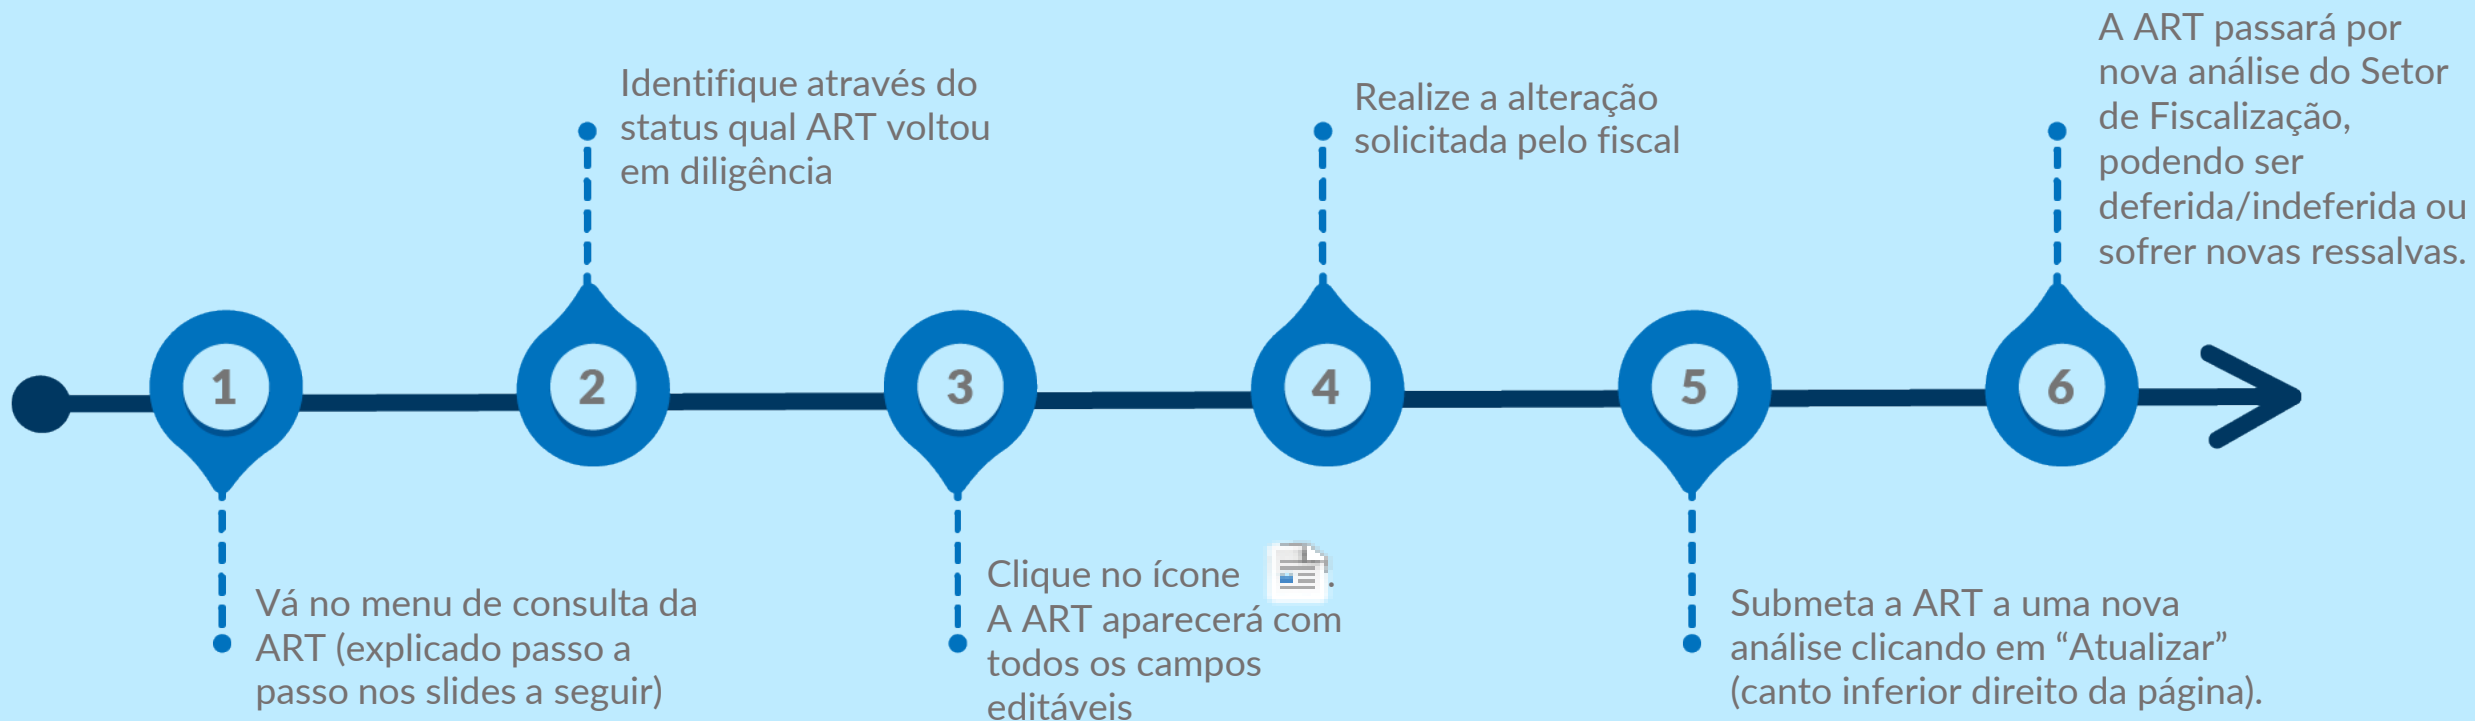 1
Vá no menu de consulta da
ART (explicado passo a
passo nos slides a seguir)
2
Identifique através do
status qual ART voltou
em diligência
3
Clique no ícone .
A ART aparecerá com
todos os campos
editáveis
4
Realize a alteração
solicitada pelo fiscal
5
Submeta a ART a uma nova
análise clicando em “Atualizar”
(canto inferior direito da página).
6
A ART passará por
nova análise do Setor
de Fiscalização,
podendo ser
deferida/indeferida ou
sofrer novas ressalvas.